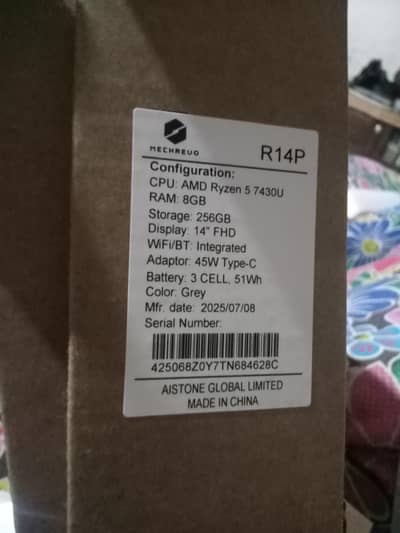 MECHREVO
R14P
Configuration:
CPU: AMD Ryzen 5 7430U
RAM: 8GB
Storage: 256GB
Display: 14" FHD
WiFi/BT: Integrated
Adaptor: 45W Type-C
Battery: 3 CELL, 51Wh
Color: Grey
Mfr. date: 2025/07/08
Serial Number:
425068Z0Y7TN684628C
AISTONE GLOBAL LIMITED
MADE IN CHINA